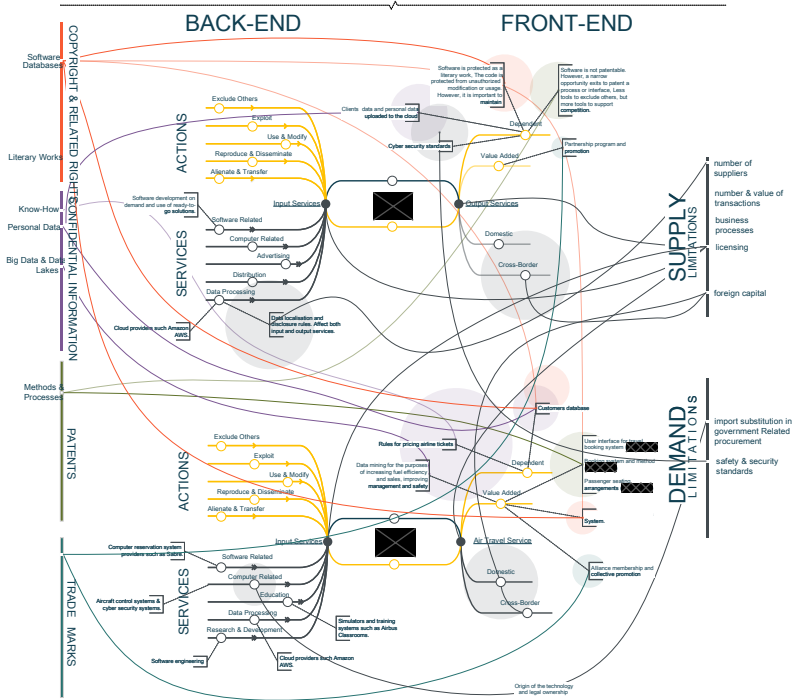 BACK-END
FRONT-END
COPYRIGHT & RELATED RIGHTS
CONFIDENTIAL INFORMATION
PATENTS
TRADE MARKS
Software
Databases
Literary Works
Know-How
Personal Data
Big Data & Data
Lakes
Methods &
Processes
ACTIONS
Exclude Others
Exploit
Use & Modify
Reproduce & Disseminate
Alienate & Transfer
Software development on
demand and use of ready-to-
go solutions.
SERVICES
Input Services
Software Related
Computer Related
Advertising
Distribution
Data Processing
Cloud providers such Amazon
AWS.
Data localisation and
disclosure rules. Affect both
input and output services.
Clients data and personal data
uploaded to the cloud
Cyber security standards
Software is protected as a
literary work, The code is
protected from unauthorized
modification or usage.
However, it is important to
maintain
Software is not patentable.
However, a narrow
opportunity exits to patent a
process or interface, Less
tools to exclude others, but
more tools to support
competition.
Dependent
Value Added
Partnership program and
promotion
Output Services
Domestic
Cross-Border
SUPPLY
LIMITATIONS
number of
suppliers
number & value of
transactions
business
processes
licensing
foreign capital
DEMAND
LIMITATIONS
import substitution in
government Related
procurement
safety & security
standards
ACTIONS
Exclude Others
Exploit
Use & Modify
Reproduce & Disseminate
Alienate & Transfer
Input Services
Computer reservation system
providers such as Sabre.
SERVICES
Software Related
Computer Related
Education
Data Processing
Research & Development
Aircraft control systems &
cyber security systems.
Simulators and training
systems such as Airbus
Classrooms.
Software engineering
Cloud providers such Amazon
AWS.
Customers database
Rules for pricing airline tickets
Data mining for the purposes
of increasing fuel efficiency
and sales, improving
management and safety
Dependent
Value Added
User interface for travel
booking system.
Booking system and method
Passenger seating
arrangements
System.
Air Travel Service
Domestic
Cross-Border
Alliance membership and
collective promotion
Origin of the technology
and legal ownership